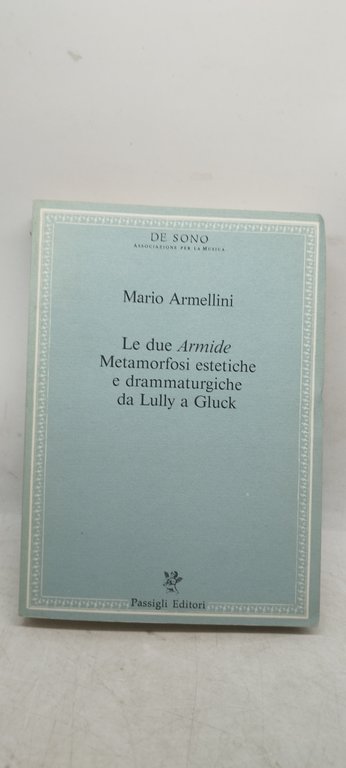 DE SONO
ASSOCIAZIONE PER LA MUSICA
Mario Armellini
Le due Armide
Metamorfosi estetiche
e drammaturgiche
da Lully a Gluck
Passigli Editori